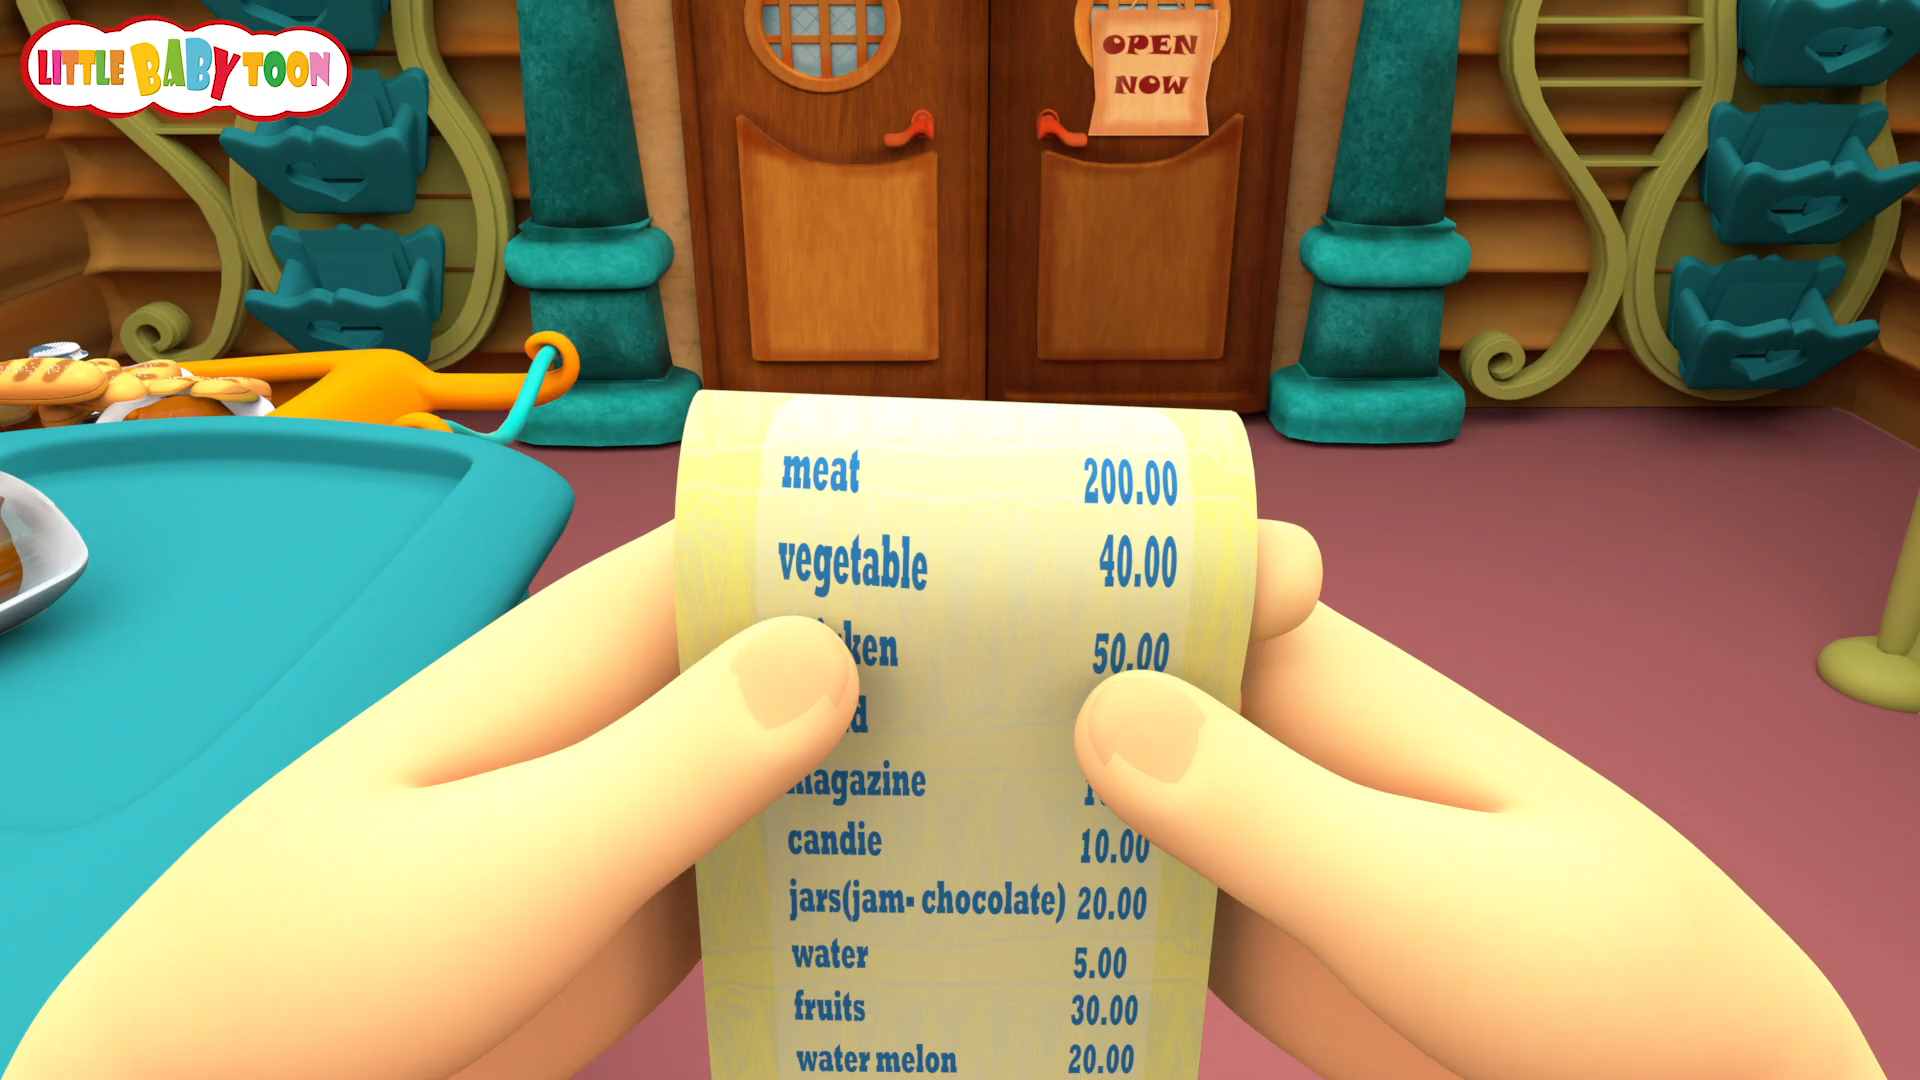 LITTLE BABY TOON
OPEN
NOW
meat 200.00
vegetable 40.00
50.00
magazine
candie 10.00
jars(jam- chocolate) 20.00
water 5.00
fruits 30.00
water melon 20.00